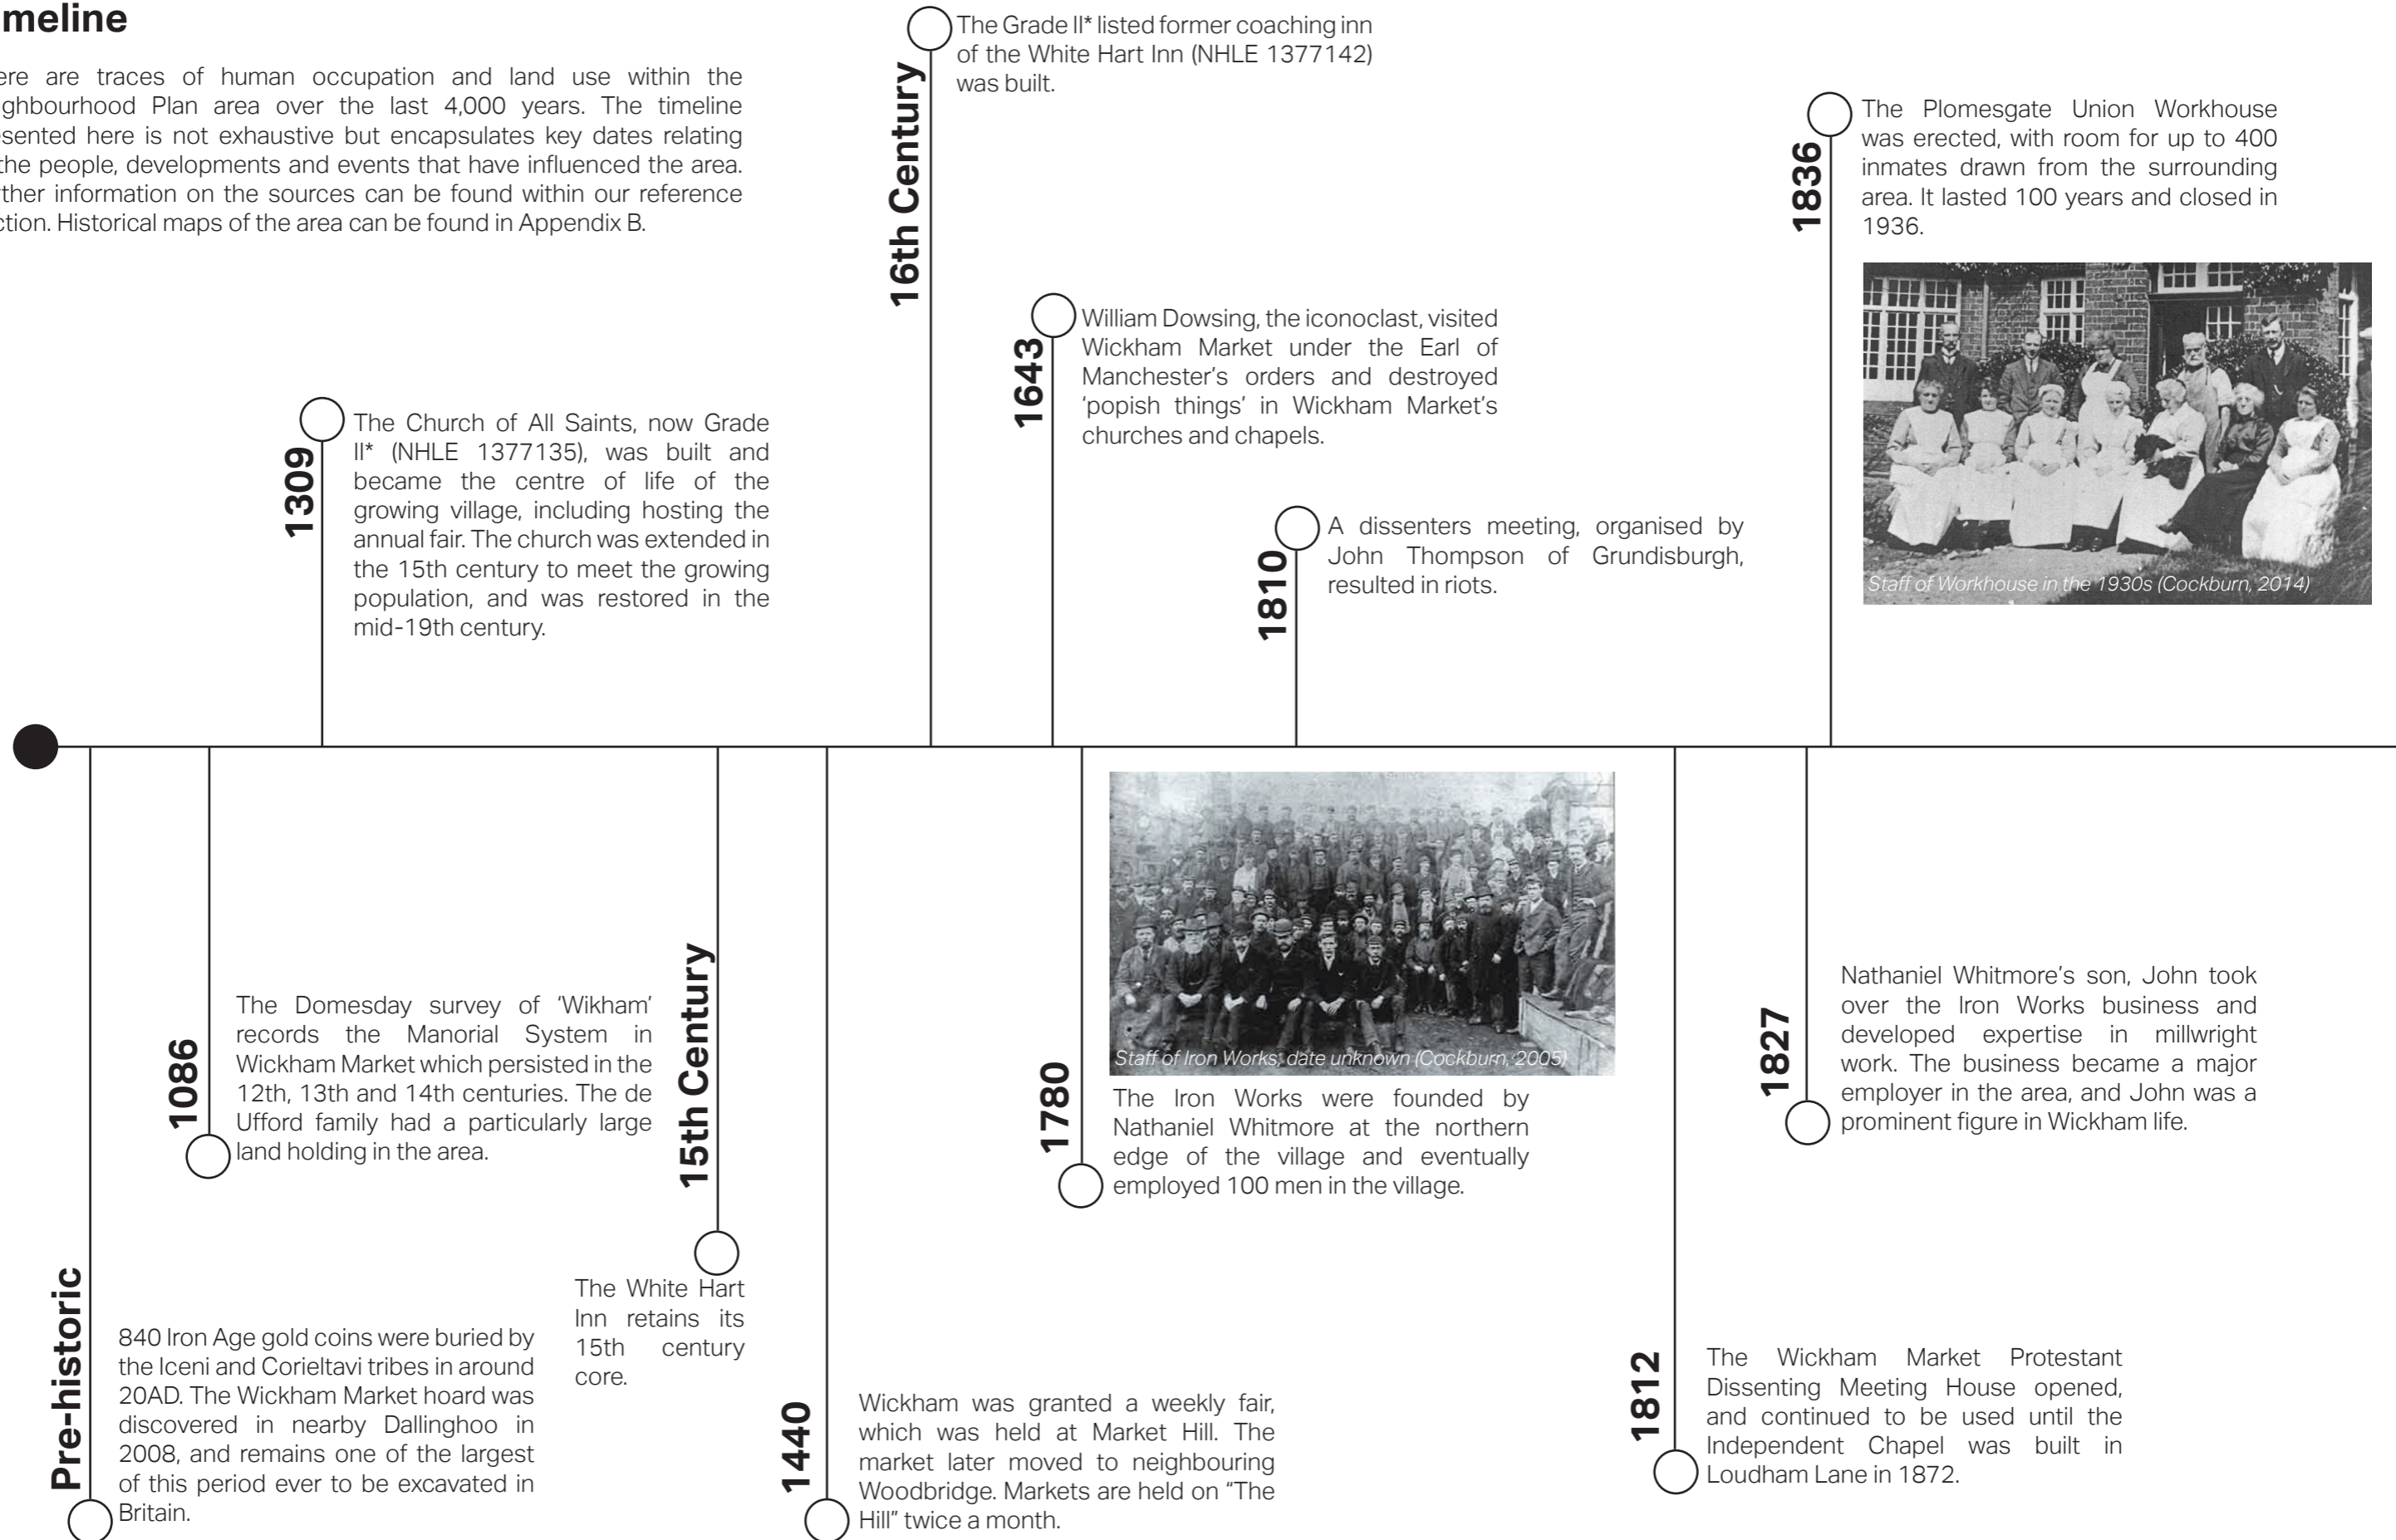 meline
ere are traces of human occupation and land use within the
ghbourhood Plan area over the last 4,000 years. The timeline
esented here is not exhaustive but encapsulates key dates relating
the people, developments and events that have influenced the area.
ther information on the sources can be found within our reference
ction. Historical maps of the area can be found in Appendix B.
16th Century
The Grade II* listed former coaching inn
of the White Hart Inn (NHLE 1377142)
was built.
1836
The Plomesgate Union Workhouse
was erected, with room for up to 400
inmates drawn from the surrounding
area. It lasted 100 years and closed in
1936.
Staff of Workhouse in the 1930s (Cockburn, 2014)
1643
William Dowsing, the iconoclast, visited
Wickham Market under the Earl of
Manchester's orders and destroyed
‘popish things’ in Wickham Market's
churches and chapels.
1309
The Church of All Saints, now Grade
II* (NHLE 1377135), was built and
became the centre of life of the
growing village, including hosting the
annual fair. The church was extended in
the 15th century to meet the growing
population, and was restored in the
mid-19th century.
1810
A dissenters meeting, organised by
John Thompson of Grundisburgh,
resulted in riots.
Pre-historic
840 Iron Age gold coins were buried by
the Iceni and Corieltavi tribes in around
20AD. The Wickham Market hoard was
discovered in nearby Dallinghoo in
2008, and remains one of the largest
of this period ever to be excavated in
Britain.
1086
The Domesday survey of ‘Wikham’
records the Manorial System in
Wickham Market which persisted in the
12th, 13th and 14th centuries. The de
Ufford family had a particularly large
land holding in the area.
15th Century
The White Hart
Inn retains its
15th century
core.
1440
Wickham was granted a weekly fair,
which was held at Market Hill. The
market later moved to neighbouring
Woodbridge. Markets are held on “The
Hill” twice a month.
1780
Staff of Iron Works, date unknown (Cockburn, 2005)
The Iron Works were founded by
Nathaniel Whitmore at the northern
edge of the village and eventually
employed 100 men in the village.
1812
The Wickham Market Protestant
Dissenting Meeting House opened,
and continued to be used until the
Independent Chapel was built in
Loudham Lane in 1872.
1827
Nathaniel Whitmore's son, John took
over the Iron Works business and
developed expertise in millwright
work. The business became a major
employer in the area, and John was a
prominent figure in Wickham life.